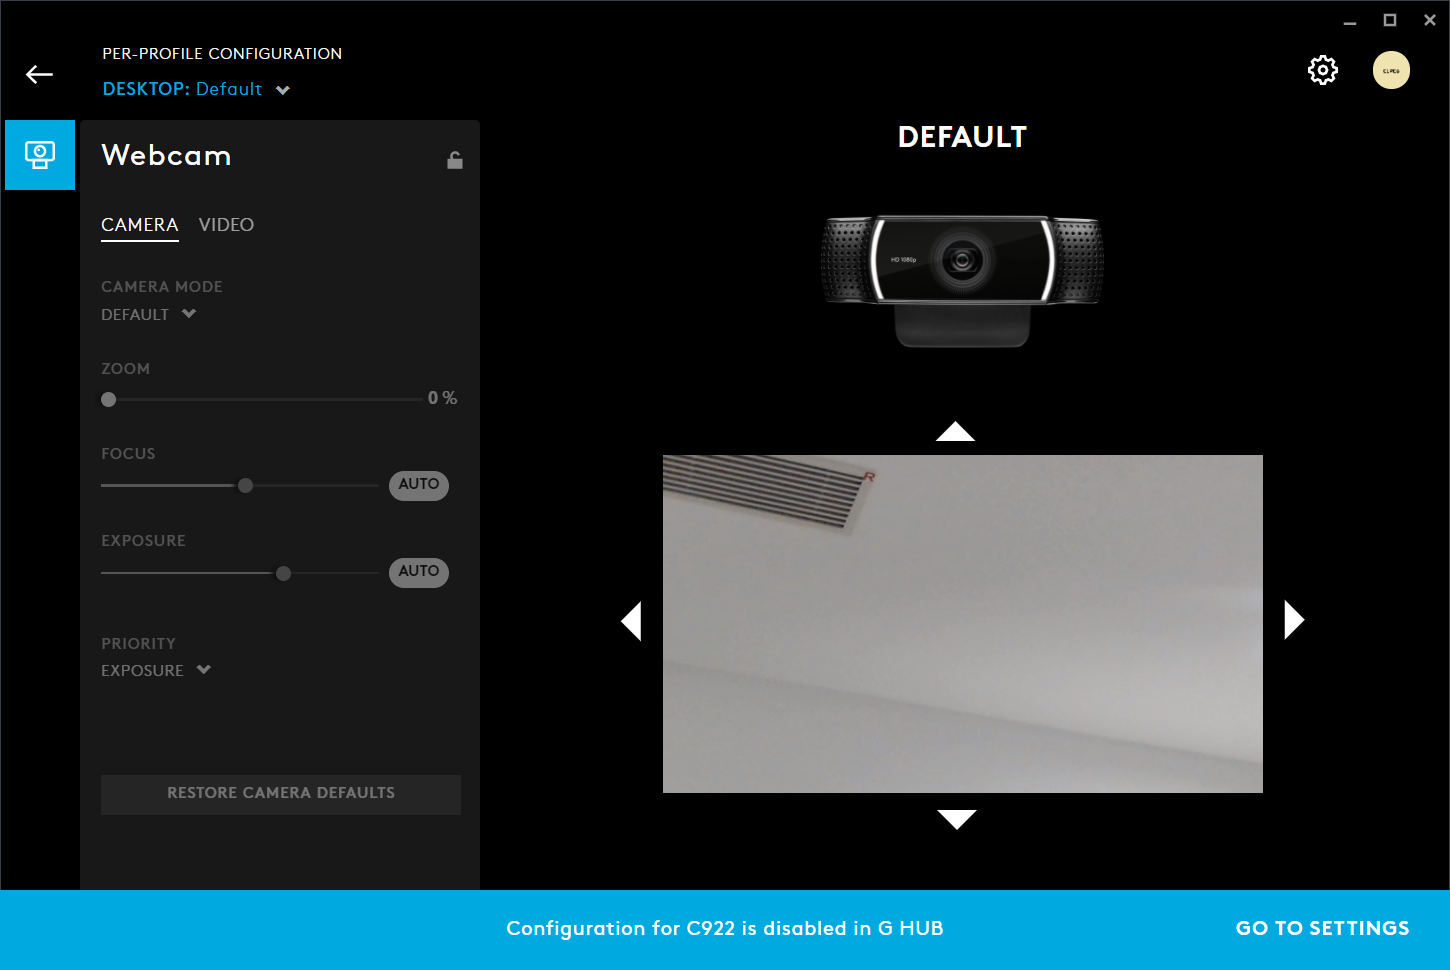 PER-PROFILE CONFIGURATION
DESKTOP: Default
DEFAULT
Webcam
CAMERA VIDEO
CAMERA MODE
DEFAULT
ZOOM
0 %
FOCUS
AUTO
EXPOSURE
AUTO
PRIORITY
EXPOSURE
RESTORE CAMERA DEFAULTS
HD 1080p
R
Configuration for C922 is disabled in G HUB
GO TO SETTINGS